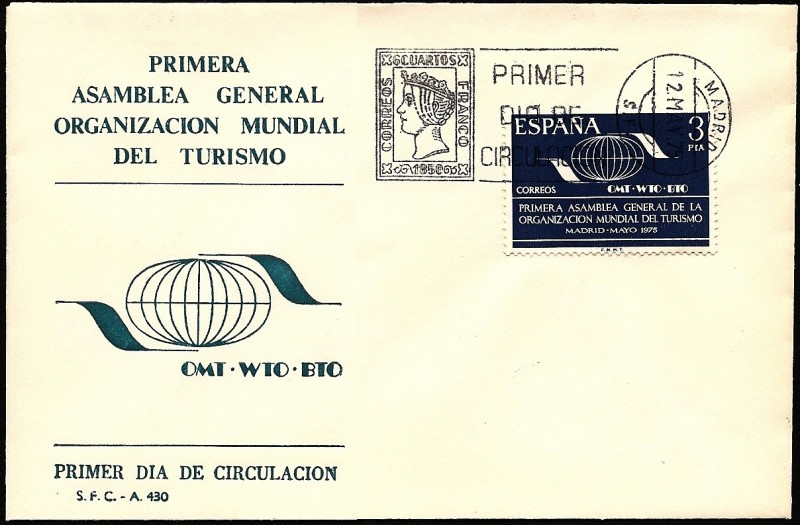 PRIMERA
ASAMBLEA GENERAL
ORGANIZACION MUNDIAL
DEL TURISMO
OMT·WTO·BTO
PRIMER DIA DE CIRCULACION
S. F. C. - A. 430
6 CUARTOS
CORREOS
FRANCO
1850
PRIMER
DIA DE
MADRID
12 MAY 7
ESPAÑA 3
PTA
CORREOS OMT·WTO·BTO
PRIMERA ASAMBLEA GENERAL DE LA
ORGANIZACION MUNDIAL DEL TURISMO
MADRID-MAYO 1975
F.N.M.T.